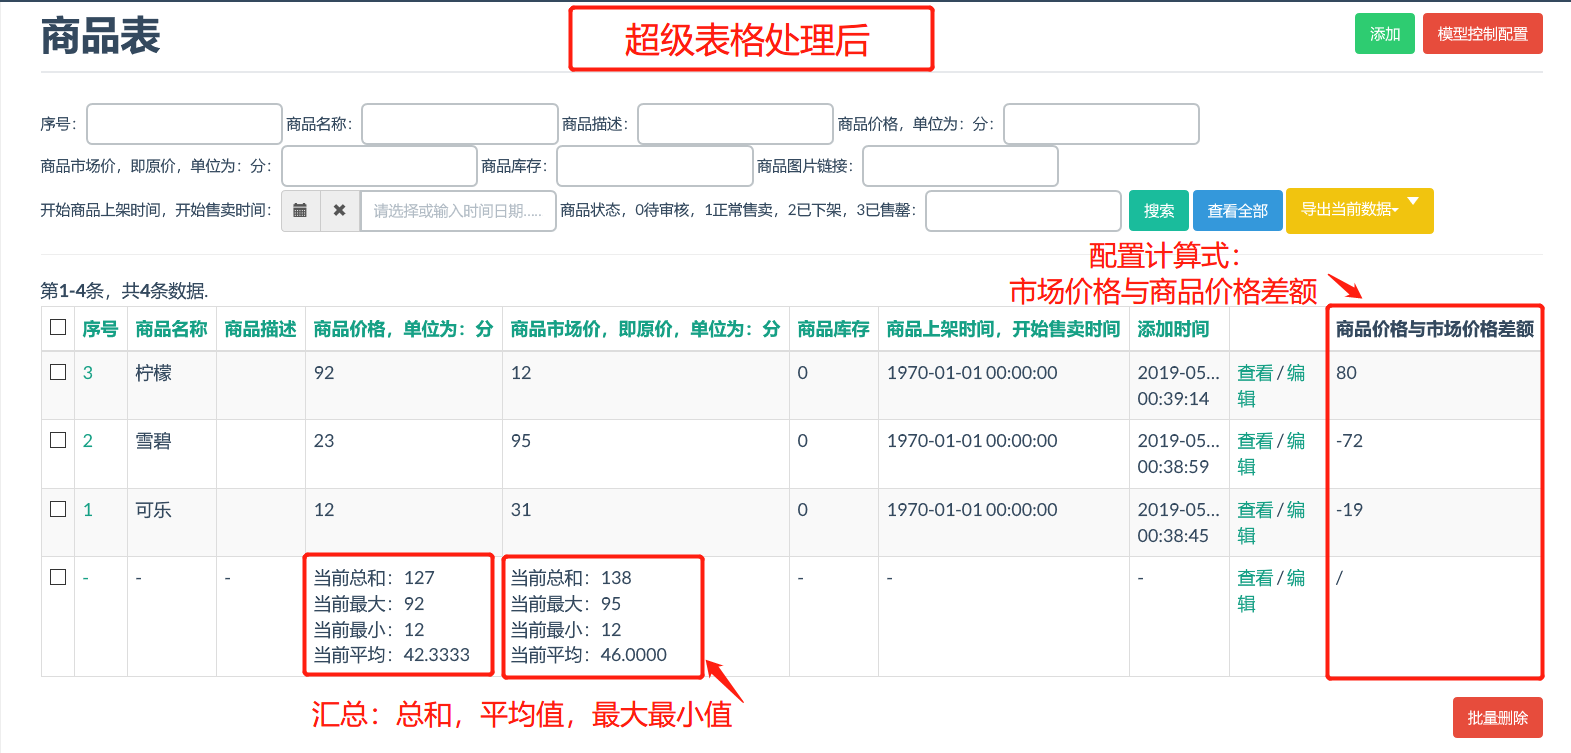 商品表
超级表格处理后
添加
模型控制配置
序号：
商品名称：
商品描述：
商品价格，单位为：分：
商品市场价，即原价，单位为：分：
商品库存：
商品图片链接：
开始商品上架时间，开始售卖时间：
请选择或输入时间日期.....
商品状态，0待审核，1正常售卖，2已下架，3已售罄：
搜索
查看全部
导出当前数据
配置计算式：
市场价格与商品价格差额
第1-4条，共4条数据.
序号 商品名称 商品描述 商品价格，单位为：分 商品市场价，即原价，单位为：分 商品库存 商品上架时间，开始售卖时间 添加时间 商品价格与市场价格差额
3 柠檬 92 12 0 1970-01-01 00:00:00 2019-05... 查看 / 编 80
00:39:14 辑
2 雪碧 23 95 0 1970-01-01 00:00:00 2019-05... 查看 / 编 -72
00:38:59 辑
1 可乐 12 31 0 1970-01-01 00:00:00 2019-05... 查看 / 编 -19
00:38:45 辑
- - - 当前总和：127 当前总和：138 - - - 查看 / 编 /
当前最大：92 当前最大：95 辑
当前最小：12 当前最小：12
当前平均：42.3333 当前平均：46.0000
汇总：总和，平均值，最大最小值
批量删除